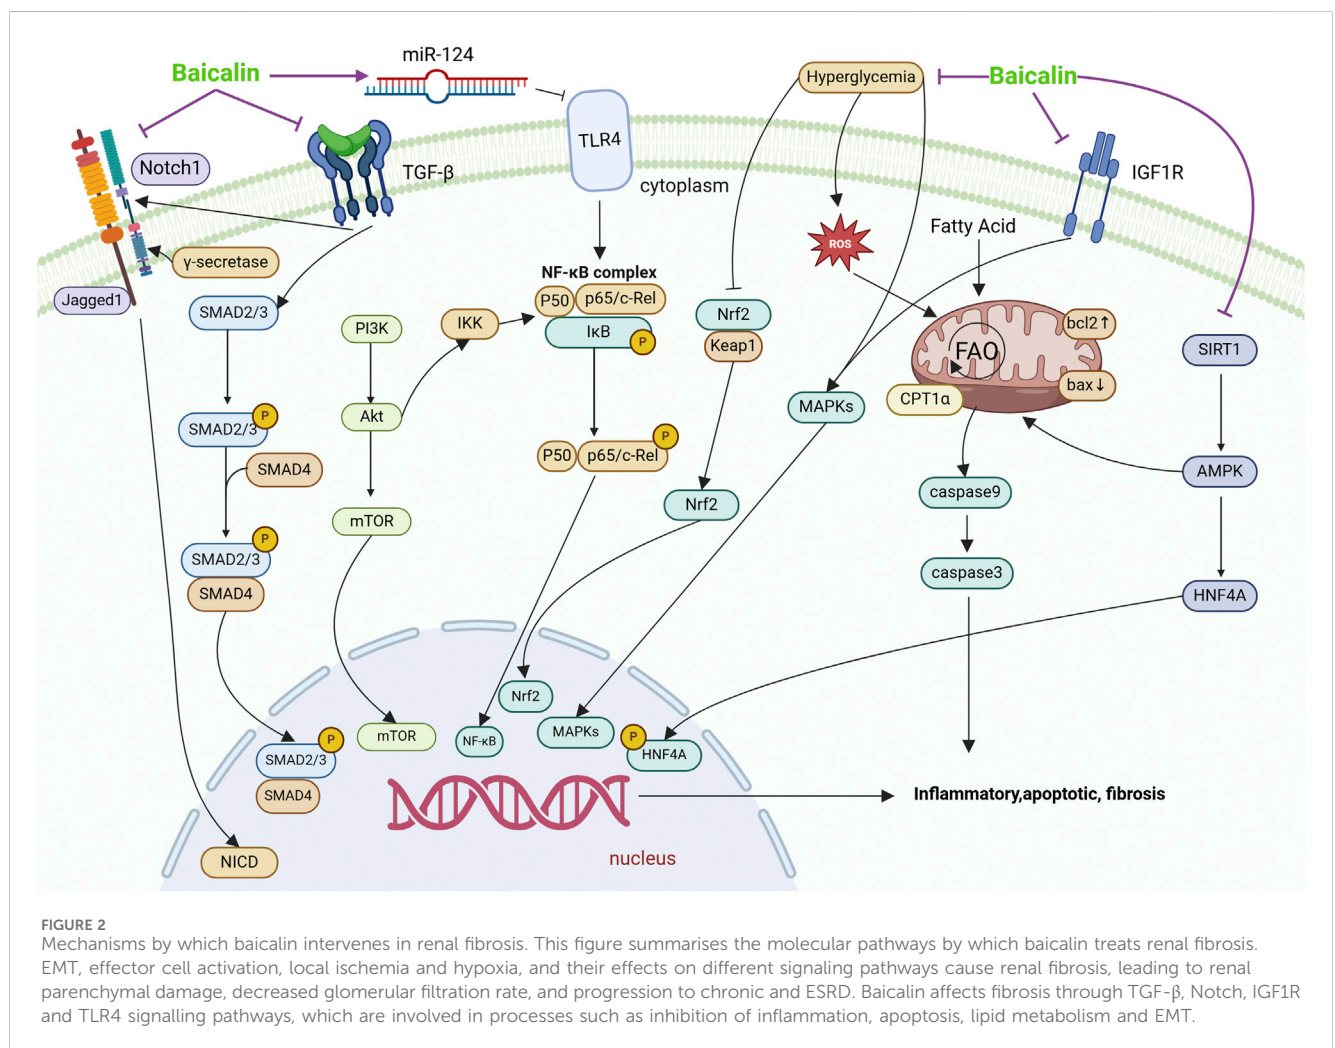 miR-124
Baicalin
Hyperglycemia
Baicalin
TLR4
Notch1
TGF-β
cytoplasm
IGF1R
Fatty Acid
ROS
γ-secretase
NF-κB complex
Jagged1
SMAD2/3
P50
p65/c-Rel
PI3K
IKK
IκB
P
Nrf2
Keap1
bcl2↑
FAO
SIRT1
bax↓
CPT1α
MAPKs
Akt
SMAD2/3
P
P50
p65/c-Rel
P
SMAD4
AMPK
caspase9
Nrf2
mTOR
SMAD2/3
P
SMAD4
caspase3
HNF4A
Nrf2
mTOR
NF-κB
MAPKs
P
HNF4A
SMAD2/3
P
SMAD4
Inflammatory,apoptotic, fibrosis
nucleus
NICD
FIGURE 2
Mechanisms by which baicalin intervenes in renal fibrosis. This figure summarises the molecular pathways by which baicalin treats renal fibrosis.
EMT, effector cell activation, local ischemia and hypoxia, and their effects on different signaling pathways cause renal fibrosis, leading to renal
parenchymal damage, decreased glomerular filtration rate, and progression to chronic and ESRD. Baicalin affects fibrosis through TGF-β, Notch, IGF1R
and TLR4 signalling pathways, which are involved in processes such as inhibition of inflammation, apoptosis, lipid metabolism and EMT.